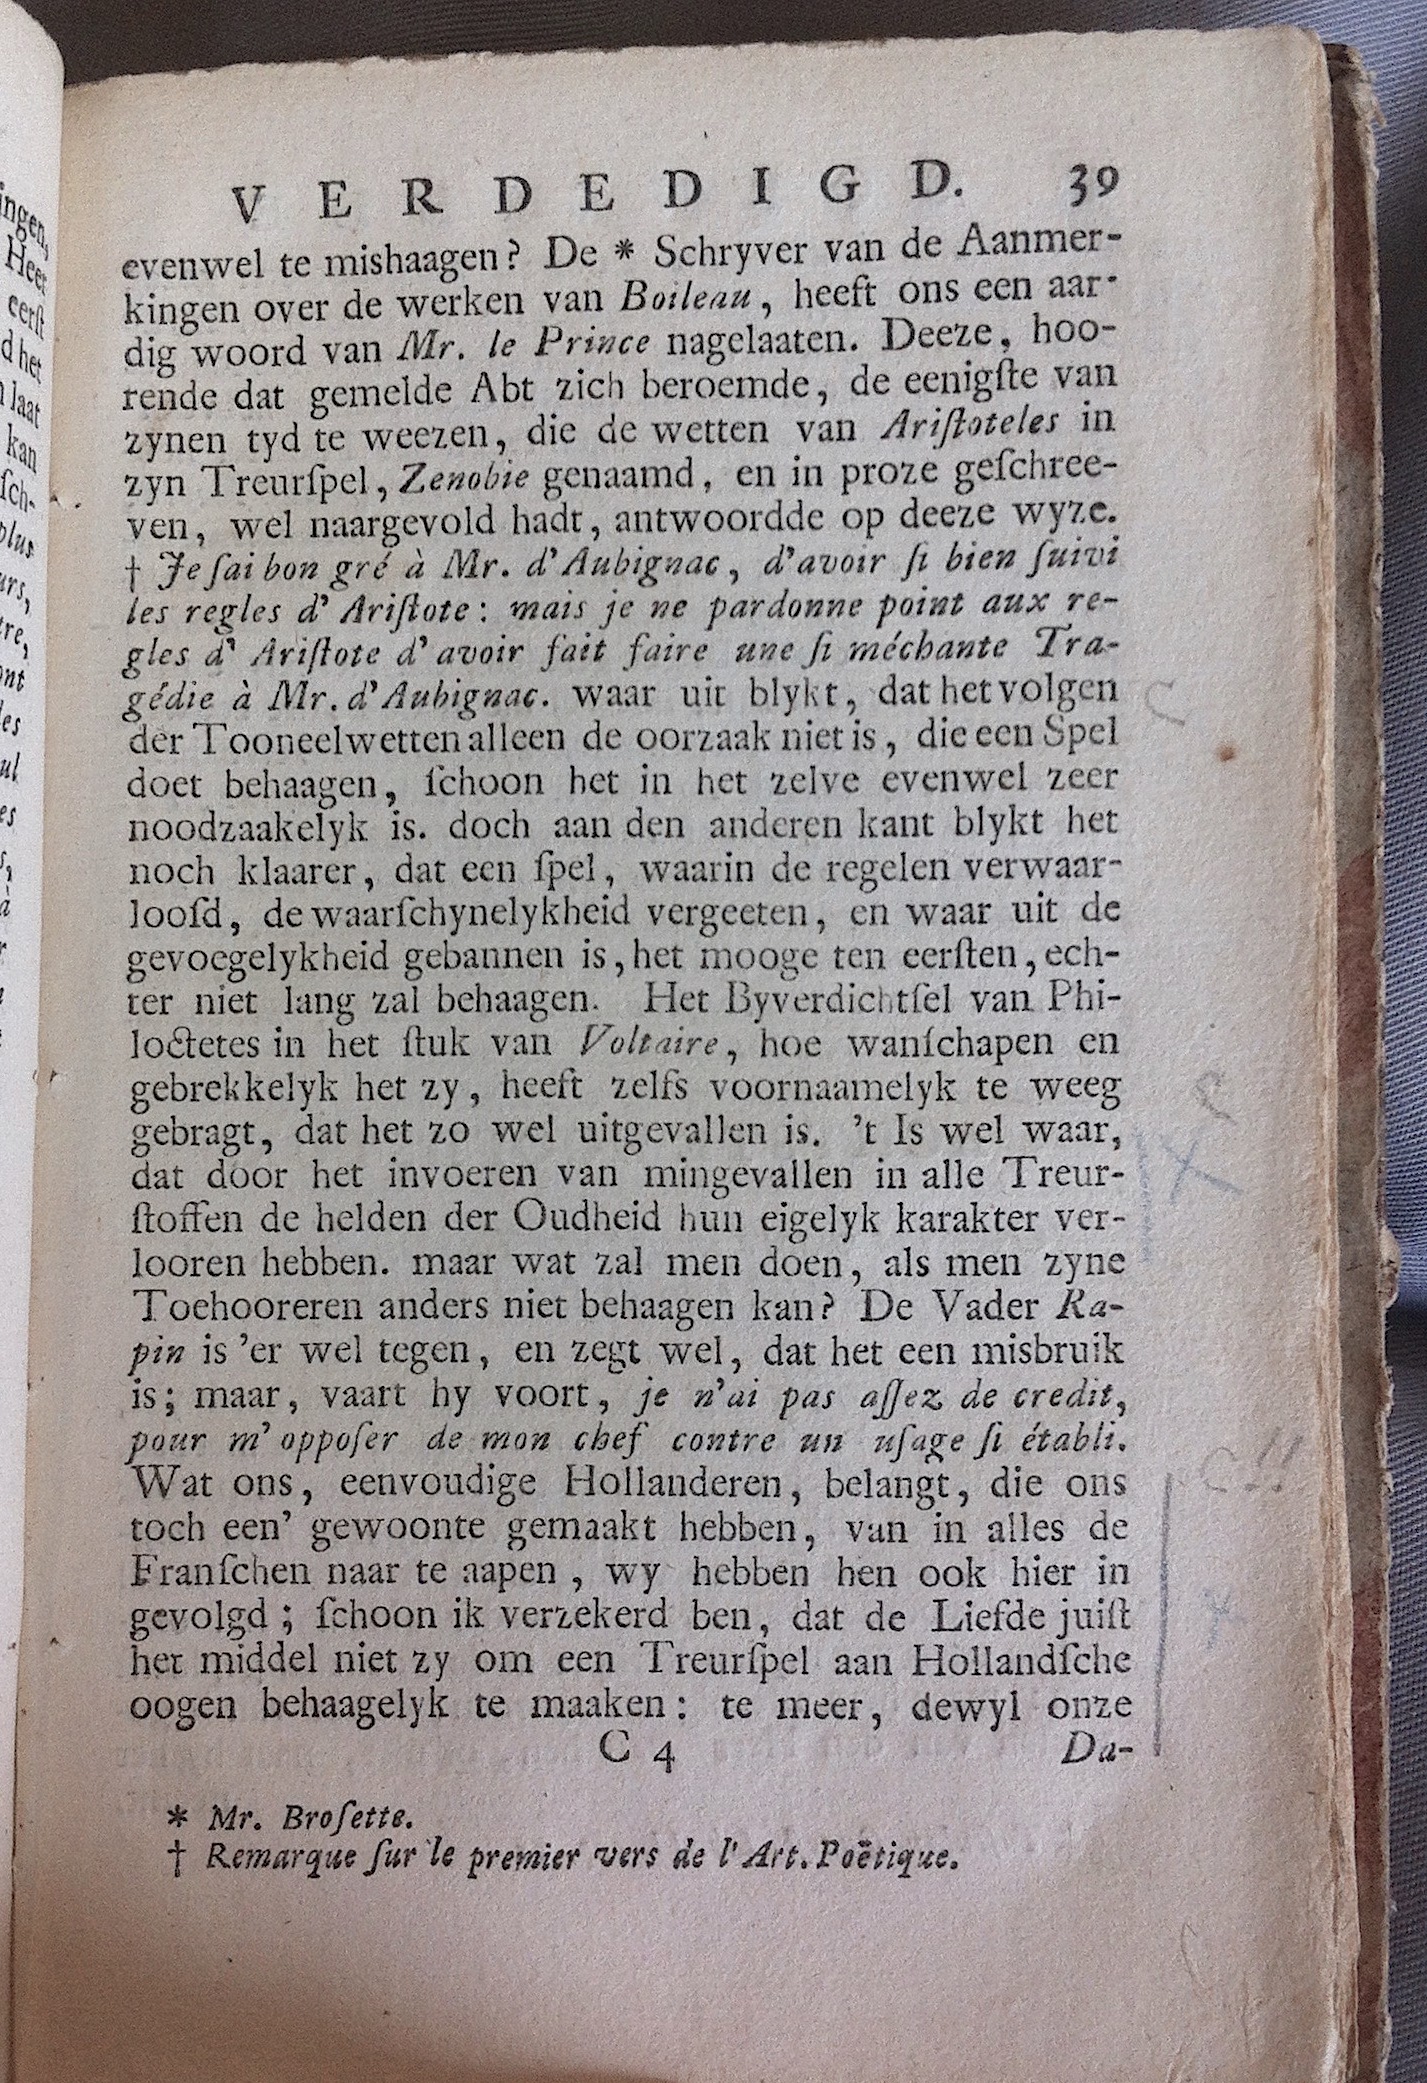 VERDEDIGD. 39
evenwel te mishaagen? De * Schryver van de Aanmer-
kingen over de werken van Boileau, heeft ons een aar-
dig woord van Mr. le Prince nagelaaten. Deeze, hoo-
rende dat gemelde Abt zich beroemde, de eenigſte van
zynen tyd te weezen, die de wetten van Ariſtoteles in
zyn Treurſpel, Zenobie genaamd, en in proze geſchree-
ven, wel naargevold hadt, antwoordde op deeze wyze.
† Je ſai bon gré à Mr. d'Aubignac, d'avoir ſi bien ſuivi
les regles d'Ariſtote: mais je ne pardonne point aux re-
gles d'Ariſtote d'avoir fait faire une ſi méchante Tra-
gédie à Mr. d'Aubignac. waar uit blykt, dat het volgen
der Tooneelwetten alleen de oorzaak niet is, die een Spel
doet behaagen, ſchoon het in het zelve evenwel zeer
noodzaakelyk is. doch aan den anderen kant blykt het
noch klaarer, dat een ſpel, waarin de regelen verwaar-
looſd, de waarſchynelykheid vergeeten, en waar uit de
gevoegelykheid gebannen is, het mooge ten eerſten, ech-
ter niet lang zal behaagen. Het Byverdichtſel van Phi-
loctetes in het ſtuk van Voltaire, hoe wanſchapen en
gebrekkelyk het zy, heeft zelfs voornaamelyk te weeg
gebragt, dat het zo wel uitgevallen is. 't Is wel waar,
dat door het invoeren van mingevallen in alle Treur-
ſtoffen de helden der Oudheid hun eigelyk karakter ver-
looren hebben. maar wat zal men doen, als men zyne
Toehooreren anders niet behaagen kan? De Vader Ra-
pin is 'er wel tegen, en zegt wel, dat het een misbruik
is; maar, vaart hy voort, je n'ai pas aſſez de credit,
pour m'oppoſer de mon chef contre un uſage ſi établi.
Wat ons, eenvoudige Hollanderen, belangt, die ons
toch een' gewoonte gemaakt hebben, van in alles de
Franſchen naar te aapen, wy hebben hen ook hier in
gevolgd; ſchoon ik verzekerd ben, dat de Liefde juiſt
het middel niet zy om een Treurſpel aan Hollandſche
oogen behaagelyk te maaken: te meer, dewyl onze
C 4 Da-
* Mr. Broſette.
† Remarque ſur le premier vers de l'Art. Poëtique.